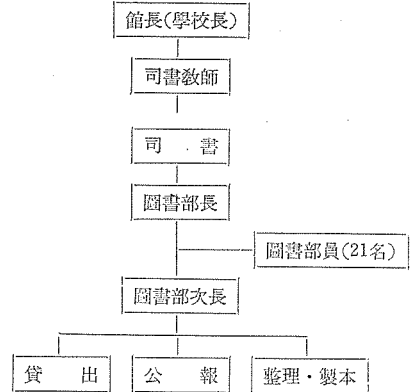 館長(學校長)
司書敎師
司書
圖書部長
圖書部員(21名)
圖書部次長
貸出
公報
整理・製本